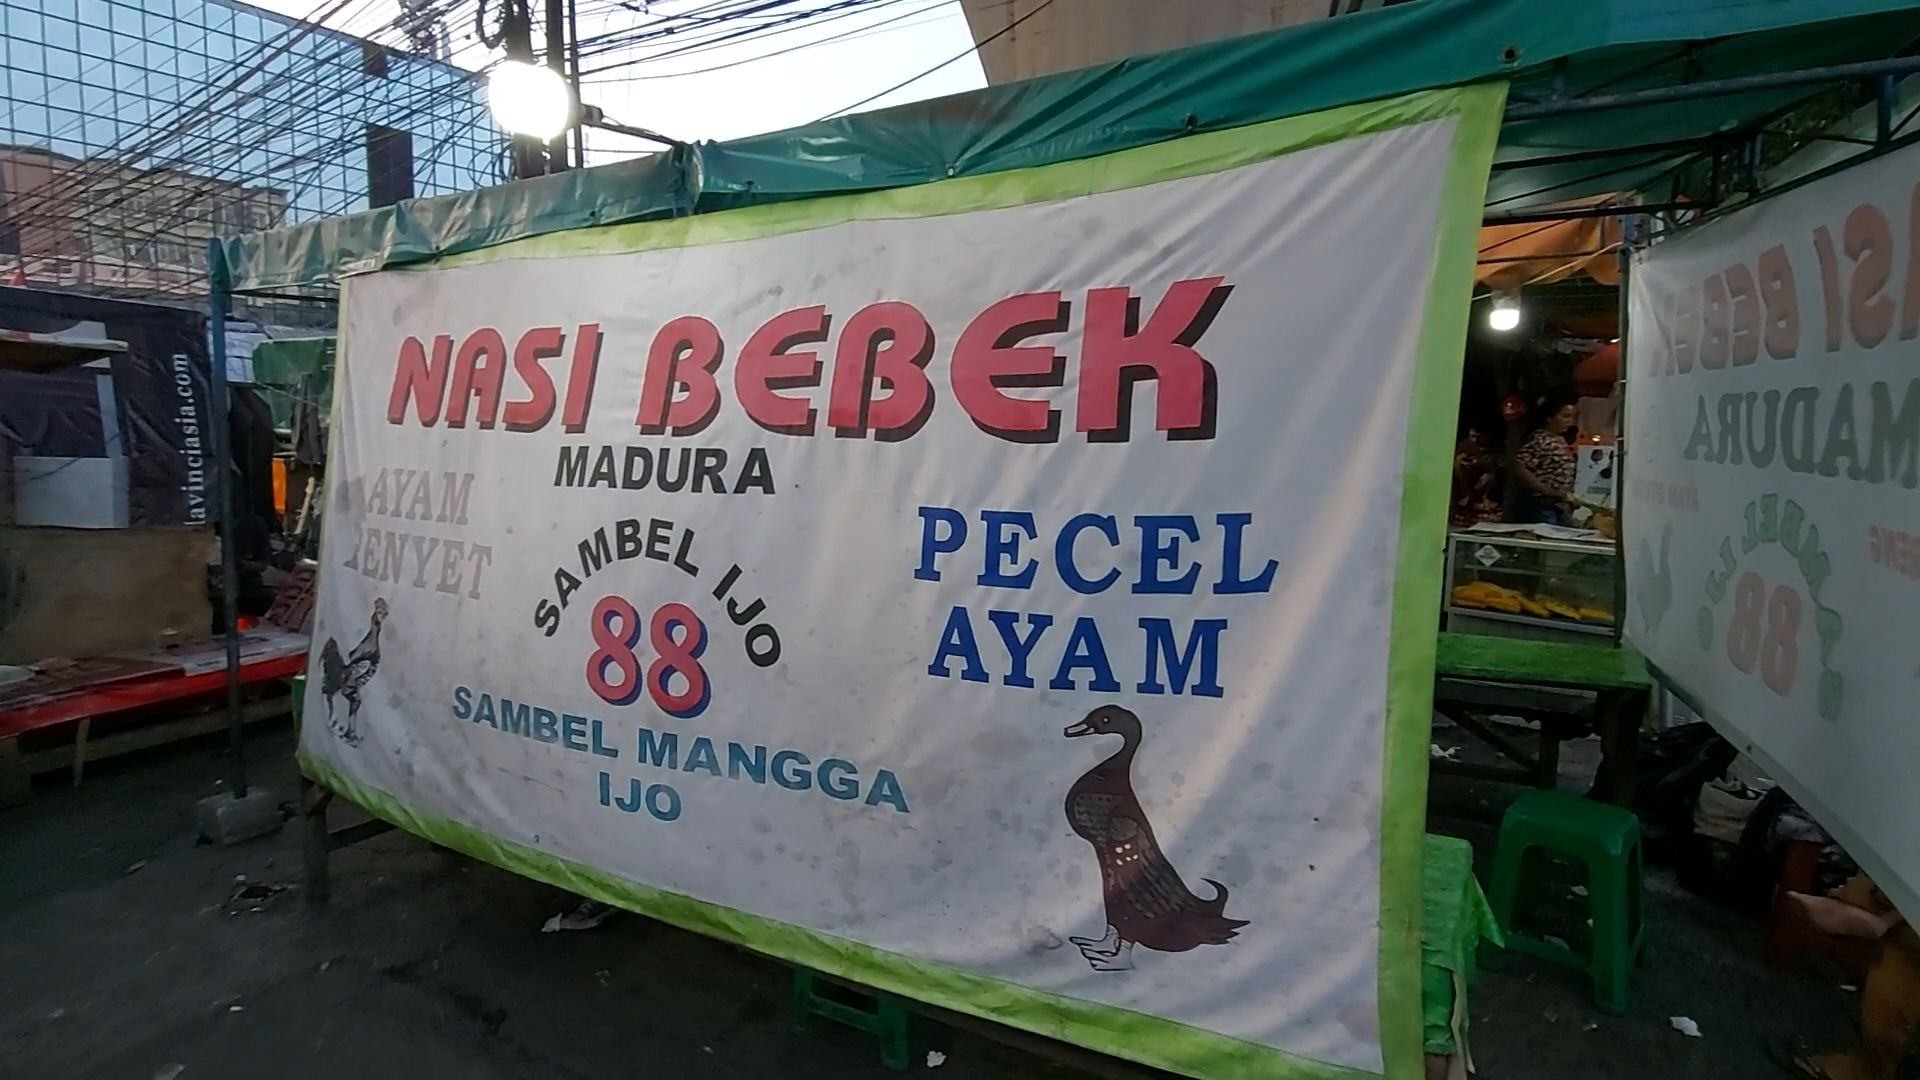 NASI BEBEK
MADURA
AYAM
PENYET
SAMBEL IJO
88
PECEL
AYAM
SAMBEL MANGGA
IJO
lavinciasia.com
NASI BEBEK
MADURA
SAMBEL IJO
88